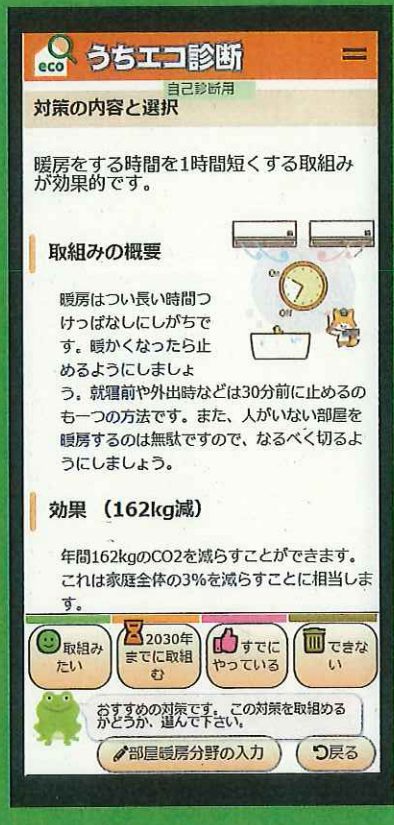 eco うちエコ診断
自己診断用
対策の内容と選択
暖房をする時間を1時間短くする取組み
が効果的です。
取組みの概要
On
Off
暖房はつい長い時間つ
けっぱなしにしがちで
す。暖かくなったら止
めるようにしましょ
う。就寝前や外出時などは30分前に止めるの
も一つの方法です。また、人がいない部屋を
暖房するのは無駄ですので、なるべく切るよ
うにしましょう。
効果 （162kg減）
年間162kgのCO2を減らすことができます。
これは家庭全体の3%を減らすことに相当しま
す。
取組み
たい
2030年
までに取組
む
すでに
やっている
できな
い
おすすめの対策です。この対策を取組める
かどうか、選んで下さい。
部屋暖房分野の入力
戻る